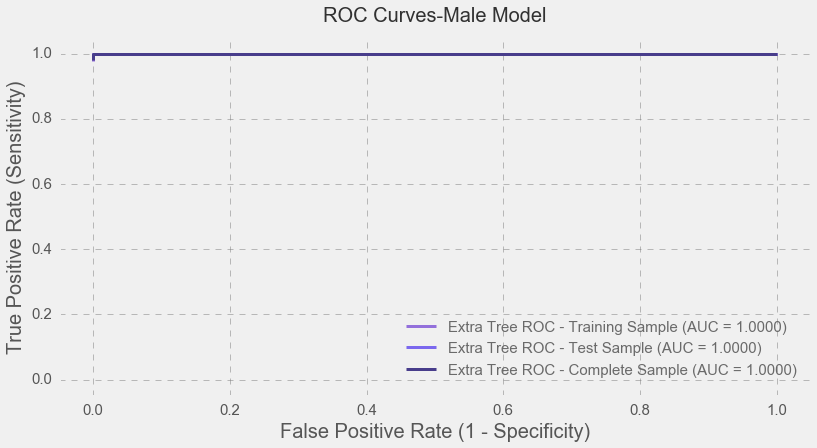 ROC Curves-Male Model
True Positive Rate (Sensitivity)
1.0
0.8
0.6
0.4
0.2
0.0
Extra Tree ROC - Training Sample (AUC = 1.0000)
Extra Tree ROC - Test Sample (AUC = 1.0000)
Extra Tree ROC - Complete Sample (AUC = 1.0000)
0.0 0.2 0.4 0.6 0.8 1.0
False Positive Rate (1 - Specificity)